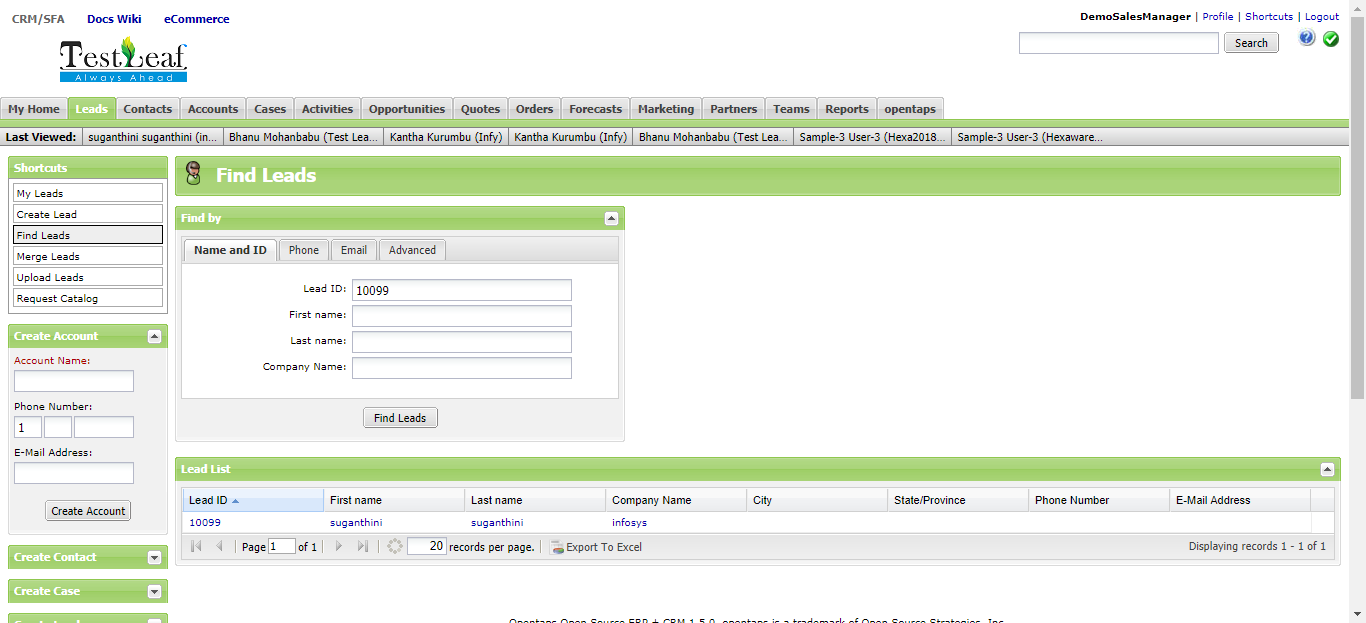 CRM/SFA Docs Wiki eCommerce
DemoSalesManager | Profile | Shortcuts | Logout
TestLeaf
Always Ahead
Search
?
My Home Leads Contacts Accounts Cases Activities Opportunities Quotes Orders Forecasts Marketing Partners Teams Reports opentaps
Last Viewed: suganthini suganthini (in... Bhanu Mohanbabu (Test Lea... Kantha Kurumbu (Infy) Kantha Kurumbu (Infy) Bhanu Mohanbabu (Test Lea... Sample-3 User-3 (Hexa2018... Sample-3 User-3 (Hexaware...
Shortcuts
My Leads
Create Lead
Find Leads
Merge Leads
Upload Leads
Request Catalog
Create Account
Account Name:
Phone Number:
1
E-Mail Address:
Create Account
Create Contact
Create Case
Find Leads
Find by
Name and ID Phone Email Advanced
Lead ID: 10099
First name:
Last name:
Company Name:
Find Leads
Lead List
Lead ID First name Last name Company Name City State/Province Phone Number E-Mail Address
10099 suganthini suganthini infosys
Page 1 of 1 20 records per page. Export To Excel Displaying records 1 - 1 of 1
Opentaps Open Source ERP + CRM 1.5.0. opentaps is a trademark of Open Source Strategies, Inc.